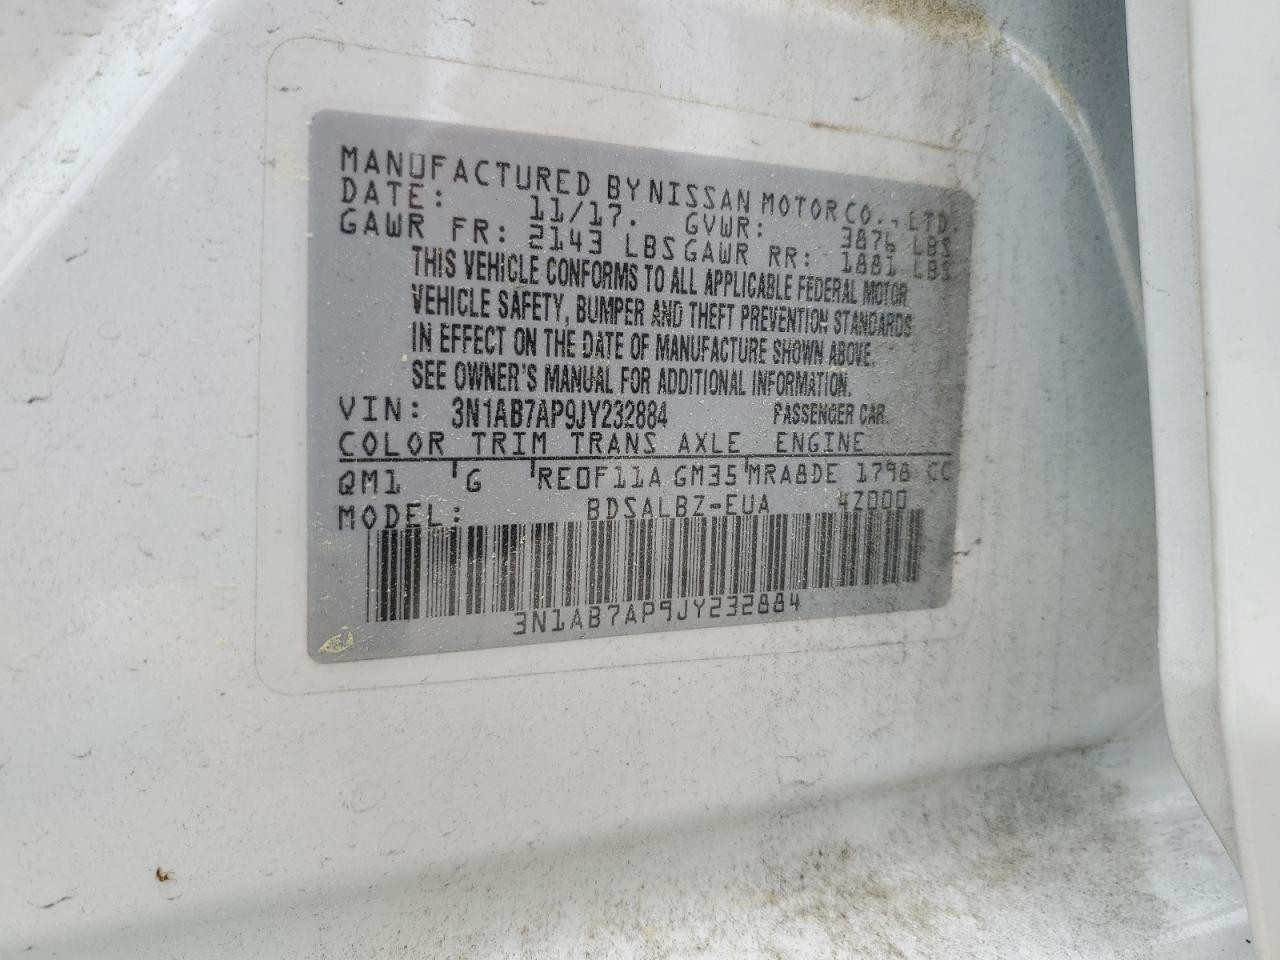 MANUFACTURED BY NISSAN MOTOR CO., LTD.
DATE: 11/17. GVWR: 3876 LBS
GAWR FR: 2143 LBS GAWR RR: 1881 LBS
THIS VEHICLE CONFORMS TO ALL APPLICABLE FEDERAL MOTOR
VEHICLE SAFETY, BUMPER AND THEFT PREVENTION STANDARDS
IN EFFECT ON THE DATE OF MANUFACTURE SHOWN ABOVE.
SEE OWNER'S MANUAL FOR ADDITIONAL INFORMATION.
VIN: 3N1AB7AP9JY232884 PASSENGER CAR.
COLOR TRIM TRANS AXLE ENGINE
QM1 G RE0F11A GM35 MRA8DE 1798 CC
MODEL: BDSALBZ-EUA 4Z000
3N1AB7AP9JY232884